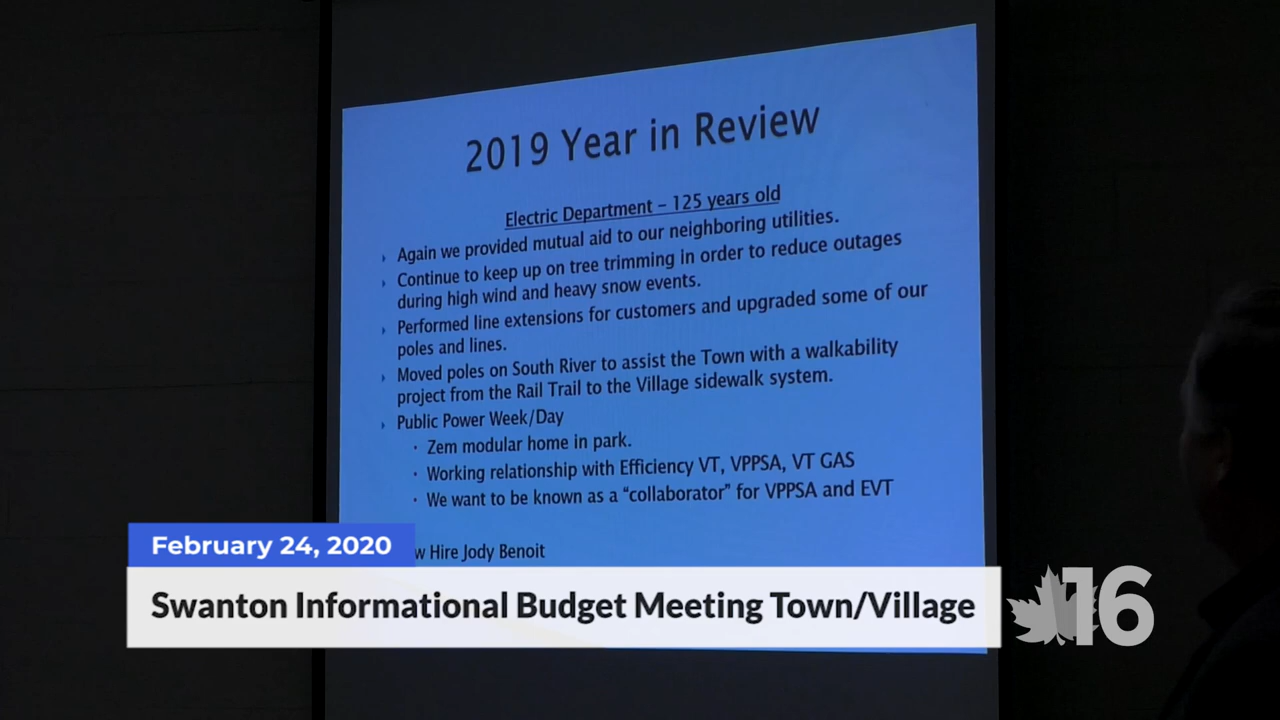 2019 Year in Review
Electric Department – 125 years old
Again we provided mutual aid to our neighboring utilities.
Continue to keep up on tree trimming in order to reduce outages
during high wind and heavy snow events.
Performed line extensions for customers and upgraded some of our
poles and lines.
Moved poles on South River to assist the Town with a walkability
project from the Rail Trail to the Village sidewalk system.
Public Power Week/Day
Zem modular home in park.
Working relationship with Efficiency VT, VPPSA, VT GAS
We want to be known as a “collaborator” for VPPSA and EVT
Hire Jody Benoit
February 24, 2020
Swanton Informational Budget Meeting Town/Village
16